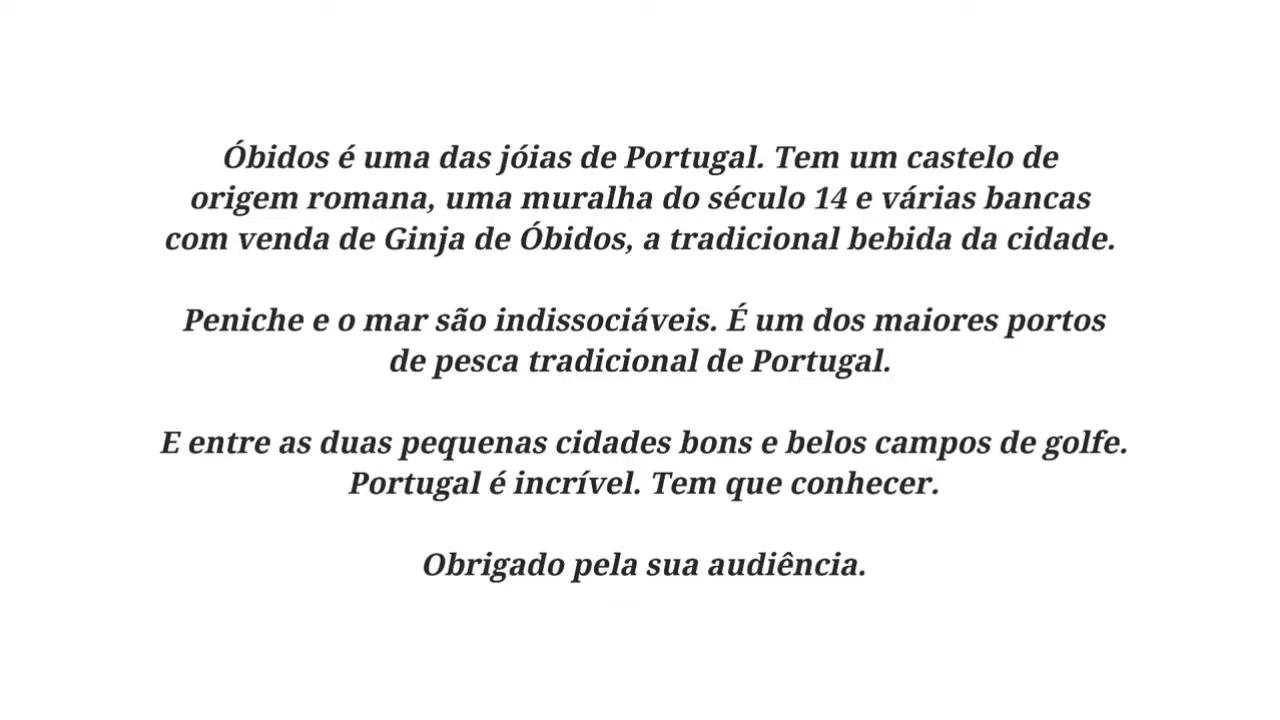 Óbidos é uma das jóias de Portugal. Tem um castelo de
origem romana, uma muralha do século 14 e várias bancas
com venda de Ginja de Óbidos, a tradicional bebida da cidade.
Peniche e o mar são indissociáveis. É um dos maiores portos
de pesca tradicional de Portugal.
E entre as duas pequenas cidades bons e belos campos de golfe.
Portugal é incrível. Tem que conhecer.
Obrigado pela sua audiência.